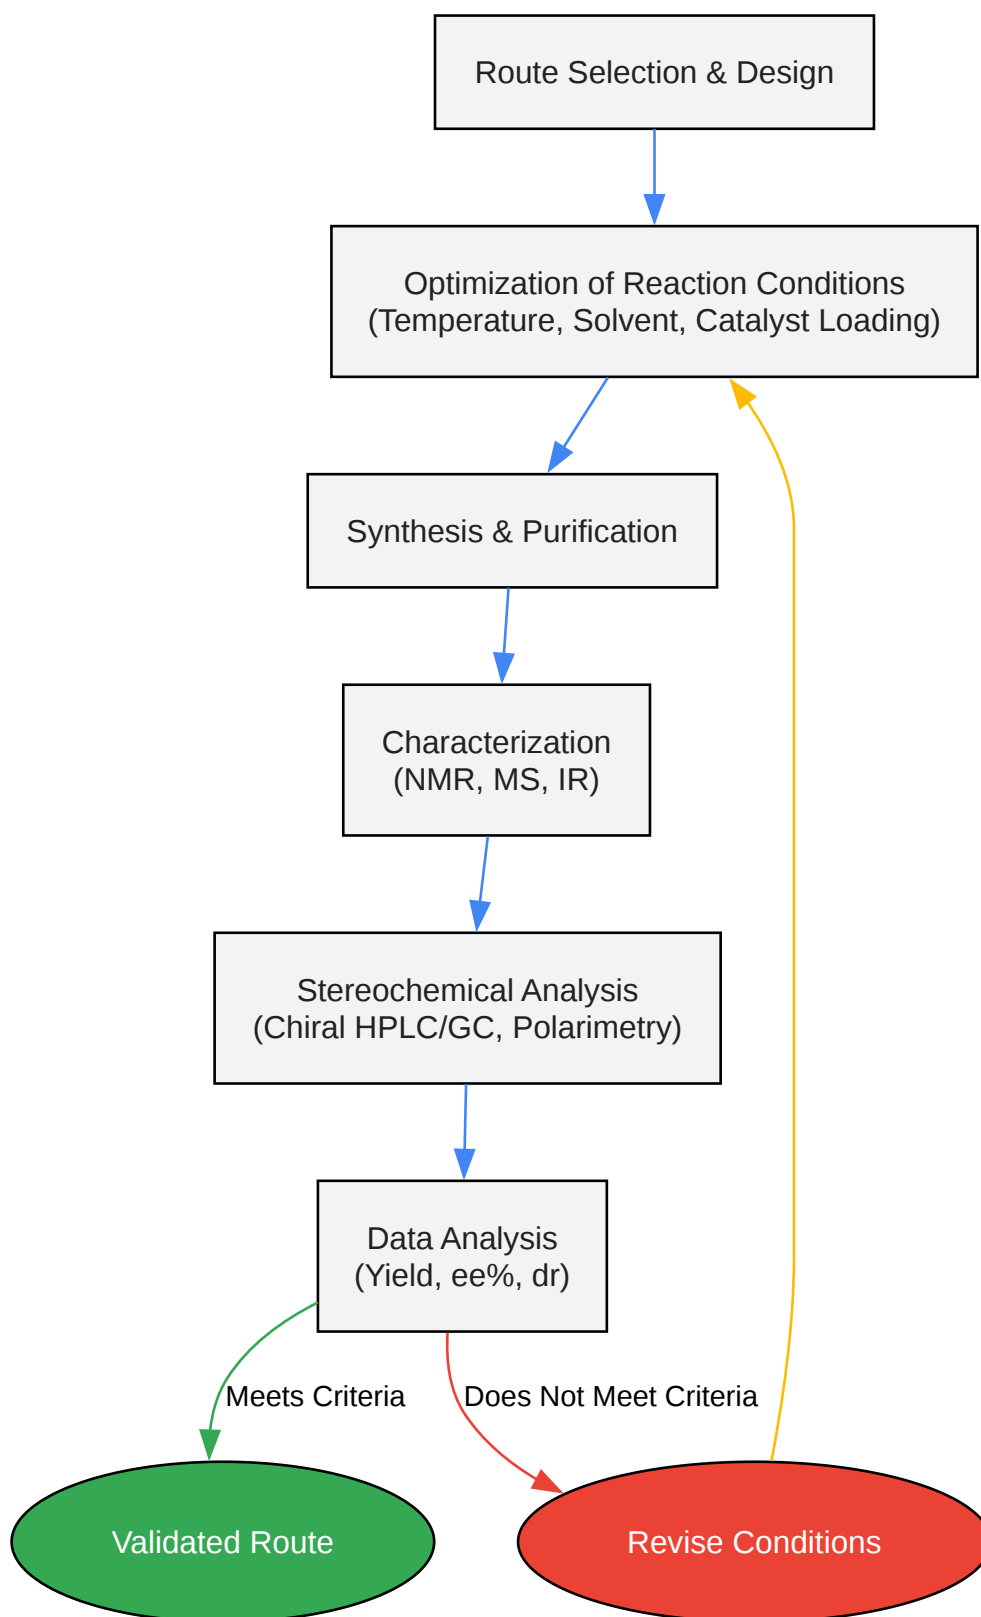 Route Selection & Design
Optimization of Reaction Conditions
(Temperature, Solvent, Catalyst Loading)
Synthesis & Purification
Characterization
(NMR, MS, IR)
Stereochemical Analysis
(Chiral HPLC/GC, Polarimetry)
Data Analysis
(Yield, ee%, dr)
Meets Criteria
Does Not Meet Criteria
Validated Route
Revise Conditions